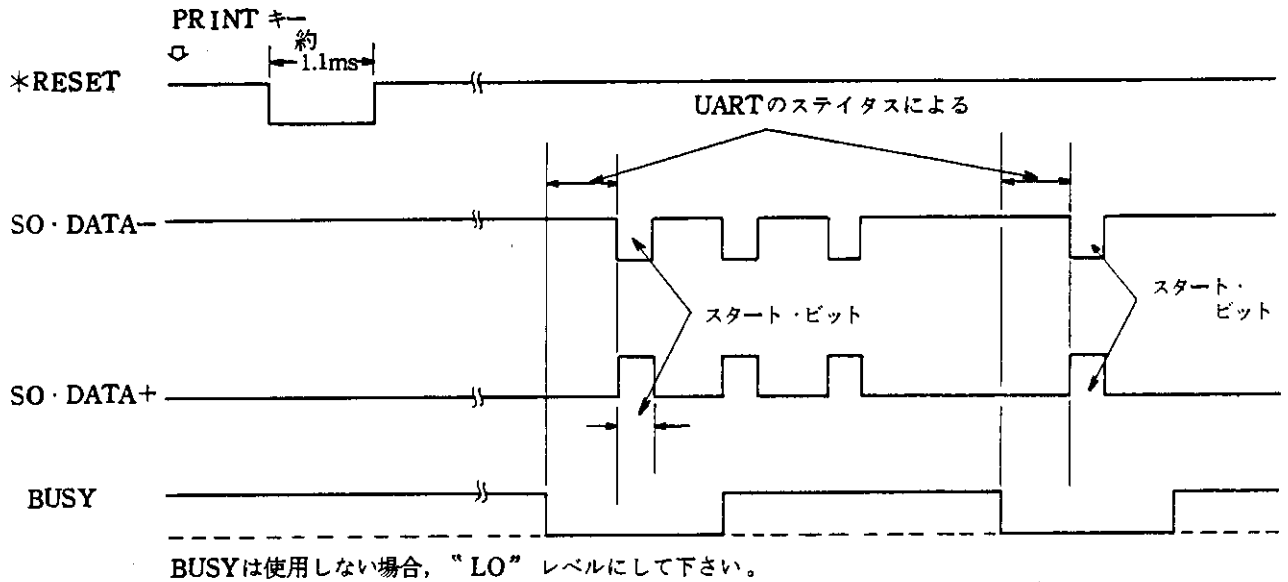 PRINT キー
約
1.1ms
*RESET
UARTのステイタスによる
SO・DATA−
スタート・ビット
スタート・
ビット
SO・DATA+
BUSY
BUSYは使用しない場合，〝LO〞レベルにして下さい。